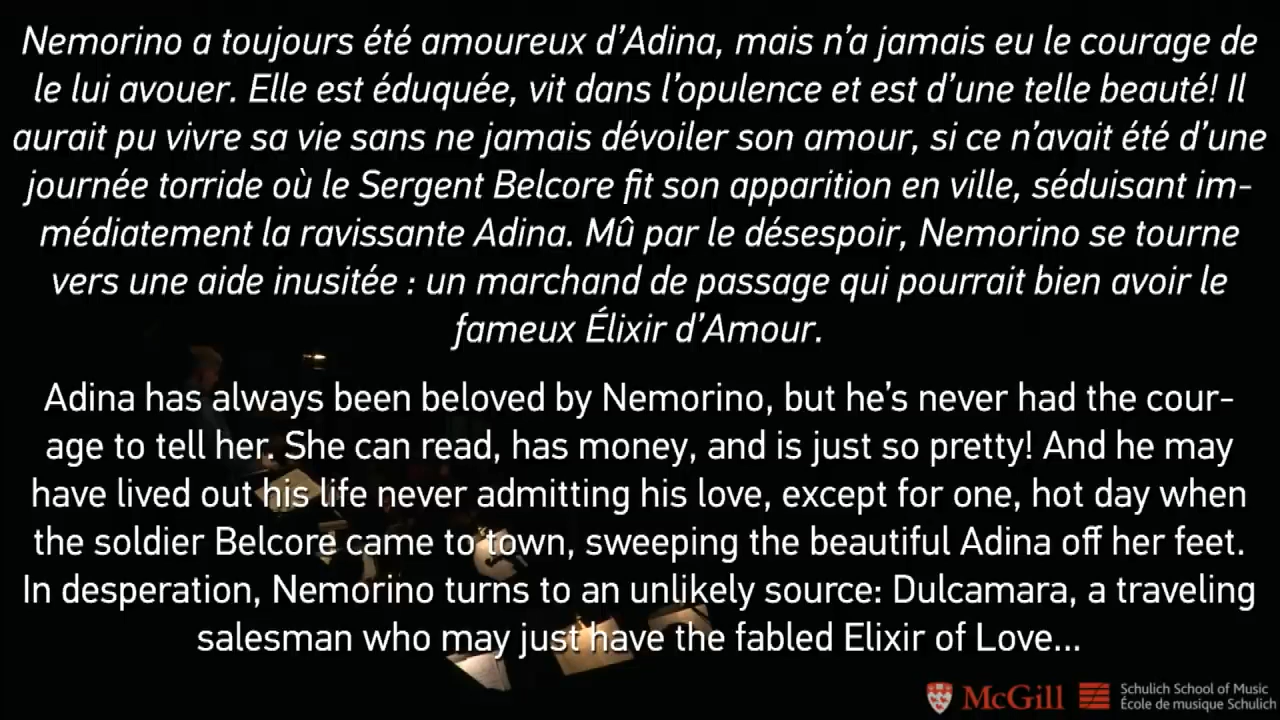 Nemorino a toujours été amoureux d’Adina, mais n’a jamais eu le courage de
le lui avouer. Elle est éduquée, vit dans l’opulence et est d’une telle beauté! Il
aurait pu vivre sa vie sans ne jamais dévoiler son amour, si ce n’avait été d’une
journée torride où le Sergent Belcore fit son apparition en ville, séduisant im-
médiatement la ravissante Adina. Mû par le désespoir, Nemorino se tourne
vers une aide inusitée : un marchand de passage qui pourrait bien avoir le
fameux Élixir d’Amour.
Adina has always been beloved by Nemorino, but he’s never had the cour-
age to tell her. She can read, has money, and is just so pretty! And he may
have lived out his life never admitting his love, except for one, hot day when
the soldier Belcore came to town, sweeping the beautiful Adina off her feet.
In desperation, Nemorino turns to an unlikely source: Dulcamara, a traveling
salesman who may just have the fabled Elixir of Love...
McGill
Schulich School of Music
École de musique Schulich